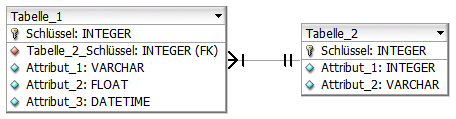 Tabelle_1
Schlüssel: INTEGER
Tabelle_2_Schlüssel: INTEGER (FK)
Attribut_1: VARCHAR
Attribut_2: FLOAT
Attribut_3: DATETIME
Tabelle_2
Schlüssel: INTEGER
Attribut_1: INTEGER
Attribut_2: VARCHAR